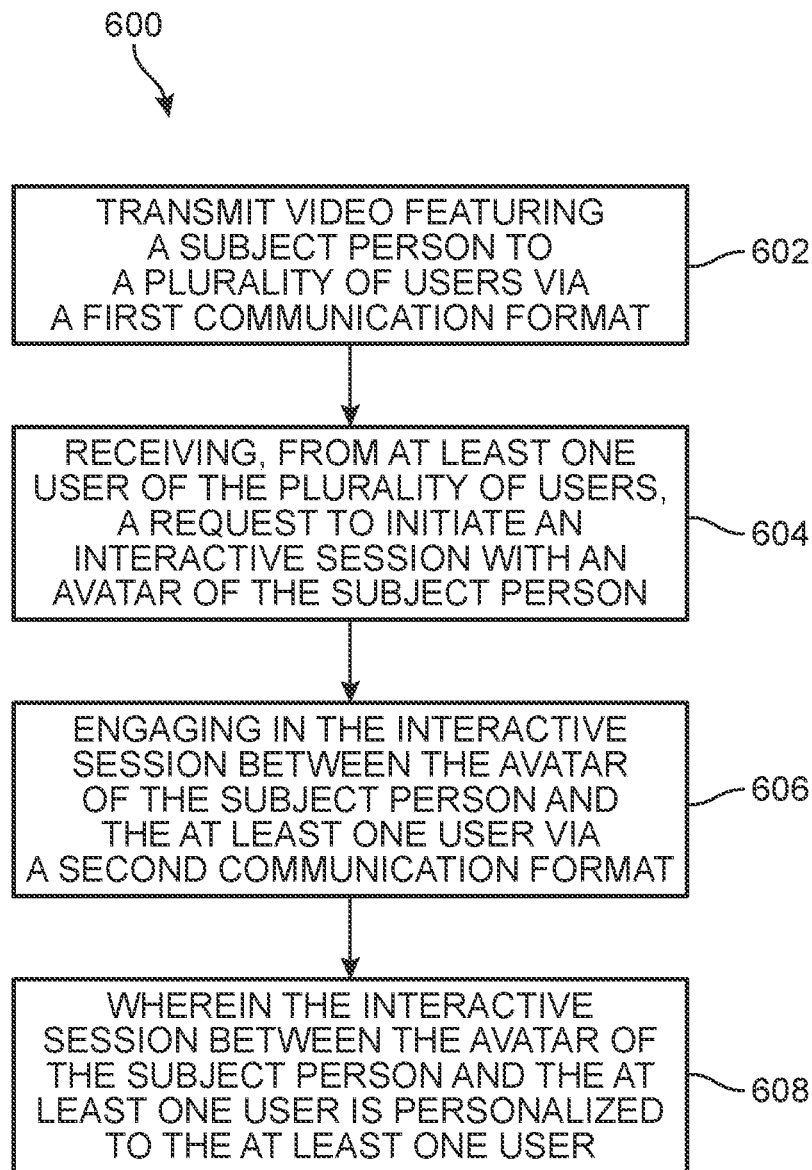 600
TRANSMIT VIDEO FEATURING
A SUBJECT PERSON TO
A PLURALITY OF USERS VIA
A FIRST COMMUNICATION FORMAT
602
RECEIVING, FROM AT LEAST ONE
USER OF THE PLURALITY OF USERS,
A REQUEST TO INITIATE AN
INTERACTIVE SESSION WITH AN
AVATAR OF THE SUBJECT PERSON
604
ENGAGING IN THE INTERACTIVE
SESSION BETWEEN THE AVATAR
OF THE SUBJECT PERSON AND
THE AT LEAST ONE USER VIA
A SECOND COMMUNICATION FORMAT
606
WHEREIN THE INTERACTIVE
SESSION BETWEEN THE AVATAR OF
THE SUBJECT PERSON AND THE AT
LEAST ONE USER IS PERSONALIZED
TO THE AT LEAST ONE USER
608